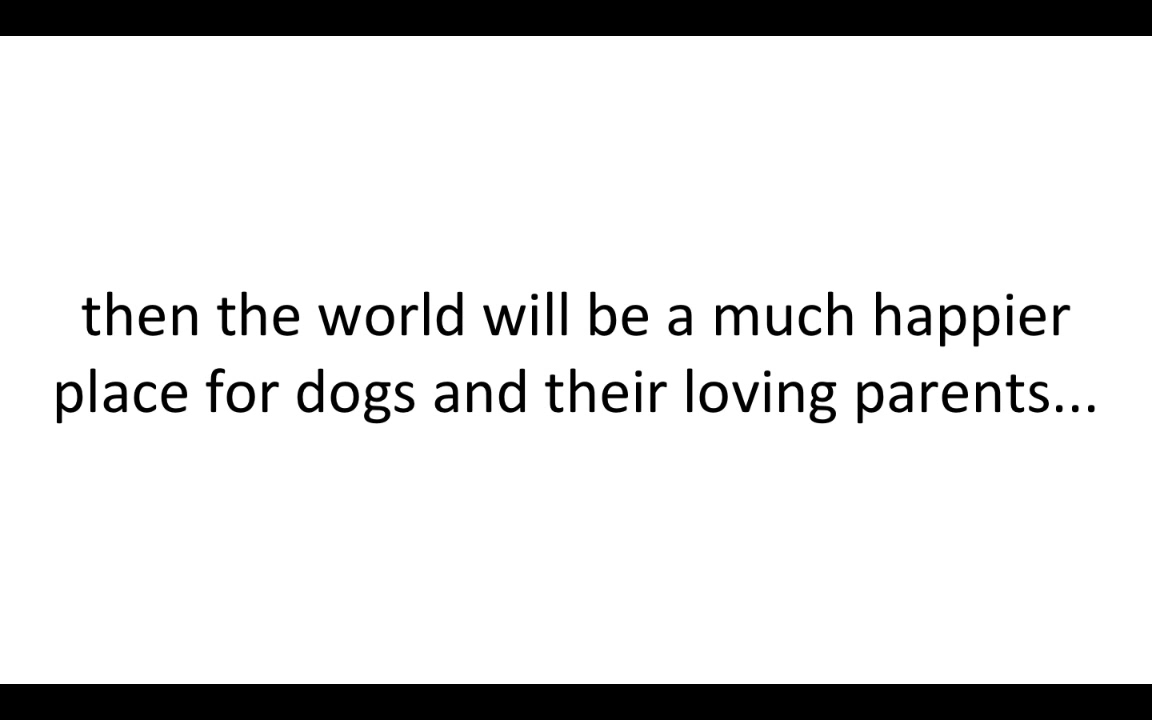 then the world will be a much happier
place for dogs and their loving parents...